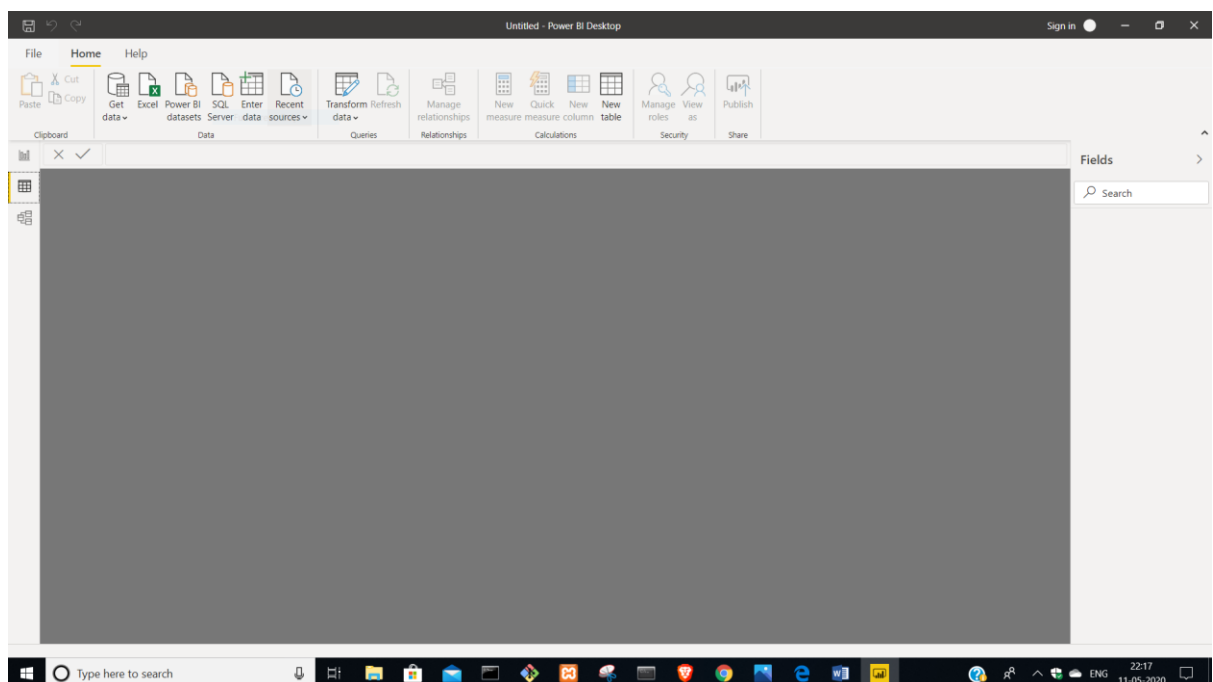 Untitled - Power BI Desktop
Sign in
File Home Help
Paste
Cut
Copy
Get data
Excel
Power BI datasets
SQL Server
Enter data
Recent sources
Transform data
Refresh
Manage relationships
New measure
Quick measure
New column
New table
Manage roles
View as
Publish
Clipboard
Data
Queries
Relationships
Calculations
Security
Share
Fields
Search
Type here to search
ENG
22:17
11-05-2020